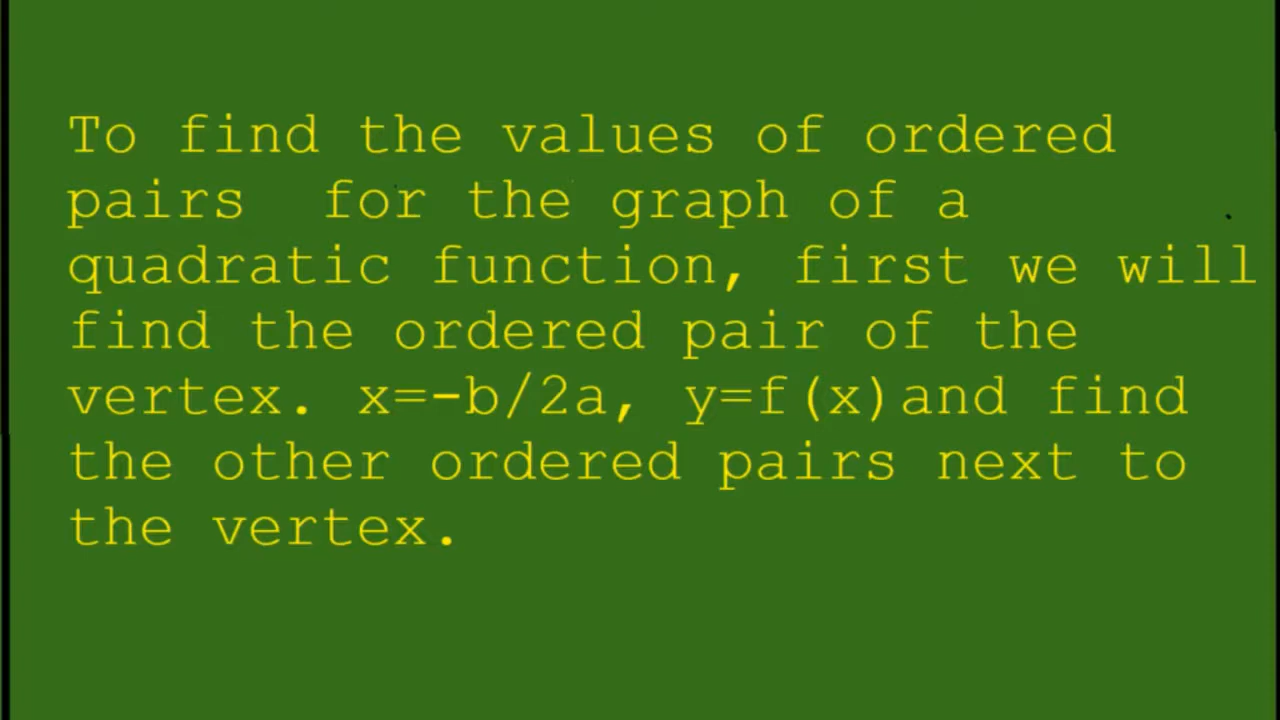 To find the values of ordered
pairs  for the graph of a
quadratic function, first we will
find the ordered pair of the
vertex. x=-b/2a, y=f(x)and find
the other ordered pairs next to
the vertex.